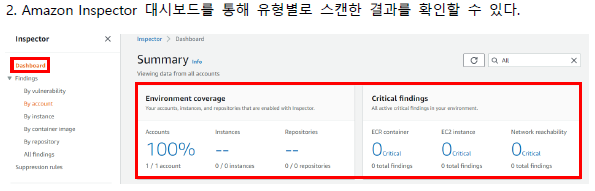 2. Amazon Inspector 대시보드를 통해 유형별로 스캔한 결과를 확인할 수 있다.
Inspector
Dashboard
Findings
By vulnerability
By account
By instance
By container image
By repository
All findings
Suppression rules
Inspector > Dashboard
Summary Info
Viewing data from all accounts
All
Environment coverage
Your accounts, instances, and repositories that are enabled with Inspector.
Accounts Instances Repositories
100% -- --
1 / 1 account 0 / 0 instances 0 / 0 repositories
Critical findings
All active critical findings in your environment.
ECR container EC2 instance Network reachability
0 Critical 0 Critical 0 Critical
0 total findings 0 total findings 0 total findings